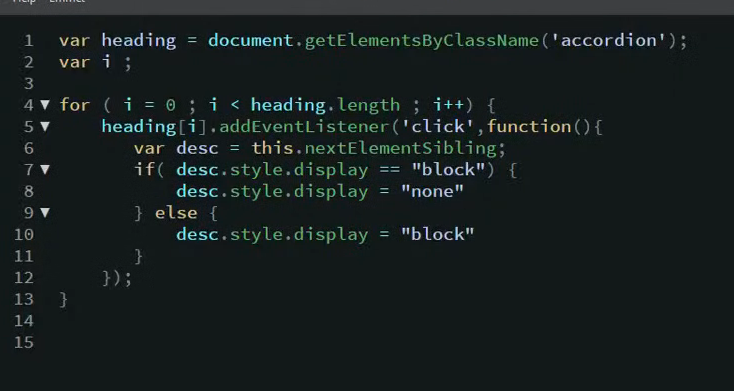 Help Emmet
1 var heading = document.getElementsByClassName('accordion');
2 var i ;
3
4 ▼ for ( i = 0 ; i < heading.length ; i++) {
5 ▼     heading[i].addEventListener('click',function(){
6        var desc = this.nextElementSibling;
7 ▼      if( desc.style.display == "block") {
8            desc.style.display = "none"
9 ▼      } else {
10           desc.style.display = "block"
11       }
12    });
13 }
14
15